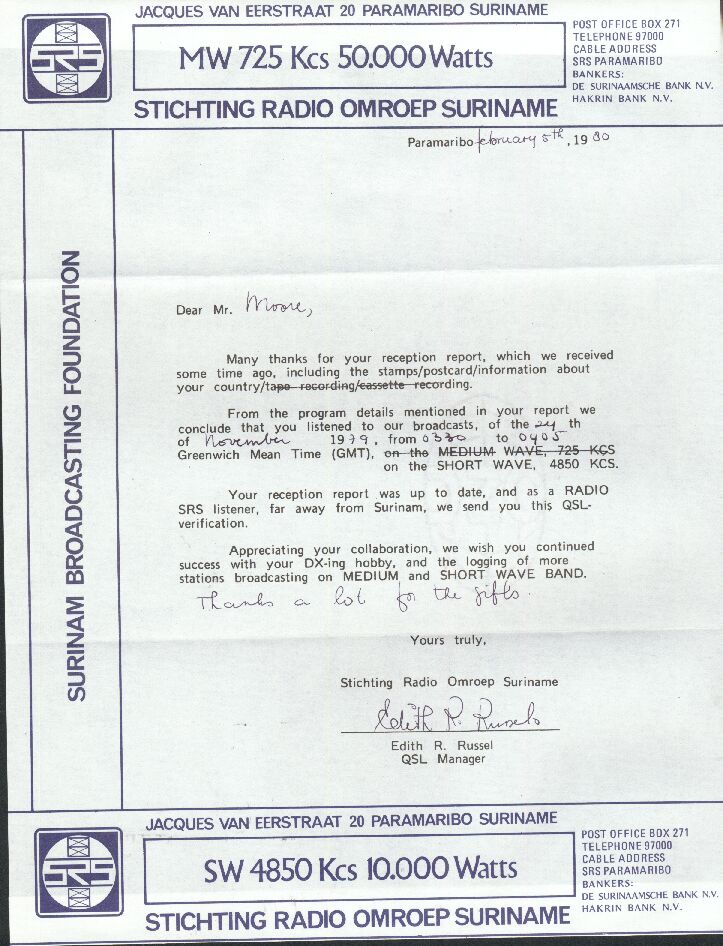 JACQUES VAN EERSTRAAT 20 PARAMARIBO SURINAME
SRS
MW 725 Kcs 50.000 Watts
STICHTING RADIO OMROEP SURINAME
POST OFFICE BOX 271
TELEPHONE 97000
CABLE ADDRESS
SRS PARAMARIBO
BANKERS:
DE SURINAAMSCHE BANK N.V.
HAKRIN BANK N.V.
SURINAM BROADCASTING FOUNDATION
Paramaribo february 5th, 1980
Dear Mr. Moore,
Many thanks for your reception report, which we received
some time ago, including the stamps/postcard/information about
your country/tape recording/cassette recording.
From the program details mentioned in your report we
conclude that you listened to our broadcasts, of the 24 th
of November 1979, from 0330 to 0405
Greenwich Mean Time (GMT), on the MEDIUM WAVE, 725 KCS
on the SHORT WAVE, 4850 KCS.
Your reception report was up to date, and as a RADIO
SRS listener, far away from Surinam, we send you this QSL-
verification.
Appreciating your collaboration, we wish you continued
success with your DX-ing hobby, and the logging of more
stations broadcasting on MEDIUM and SHORT WAVE BAND.
Thanks a lot for the gifts.
Yours truly,
Stichting Radio Omroep Suriname
Edith R. Russel
Edith R. Russel
QSL Manager
JACQUES VAN EERSTRAAT 20 PARAMARIBO SURINAME
SRS
SW 4850 Kcs 10.000 Watts
STICHTING RADIO OMROEP SURINAME
POST OFFICE BOX 271
TELEPHONE 97000
CABLE ADDRESS
SRS PARAMARIBO
BANKERS:
DE SURINAAMSCHE BANK N.V.
HAKRIN BANK N.V.